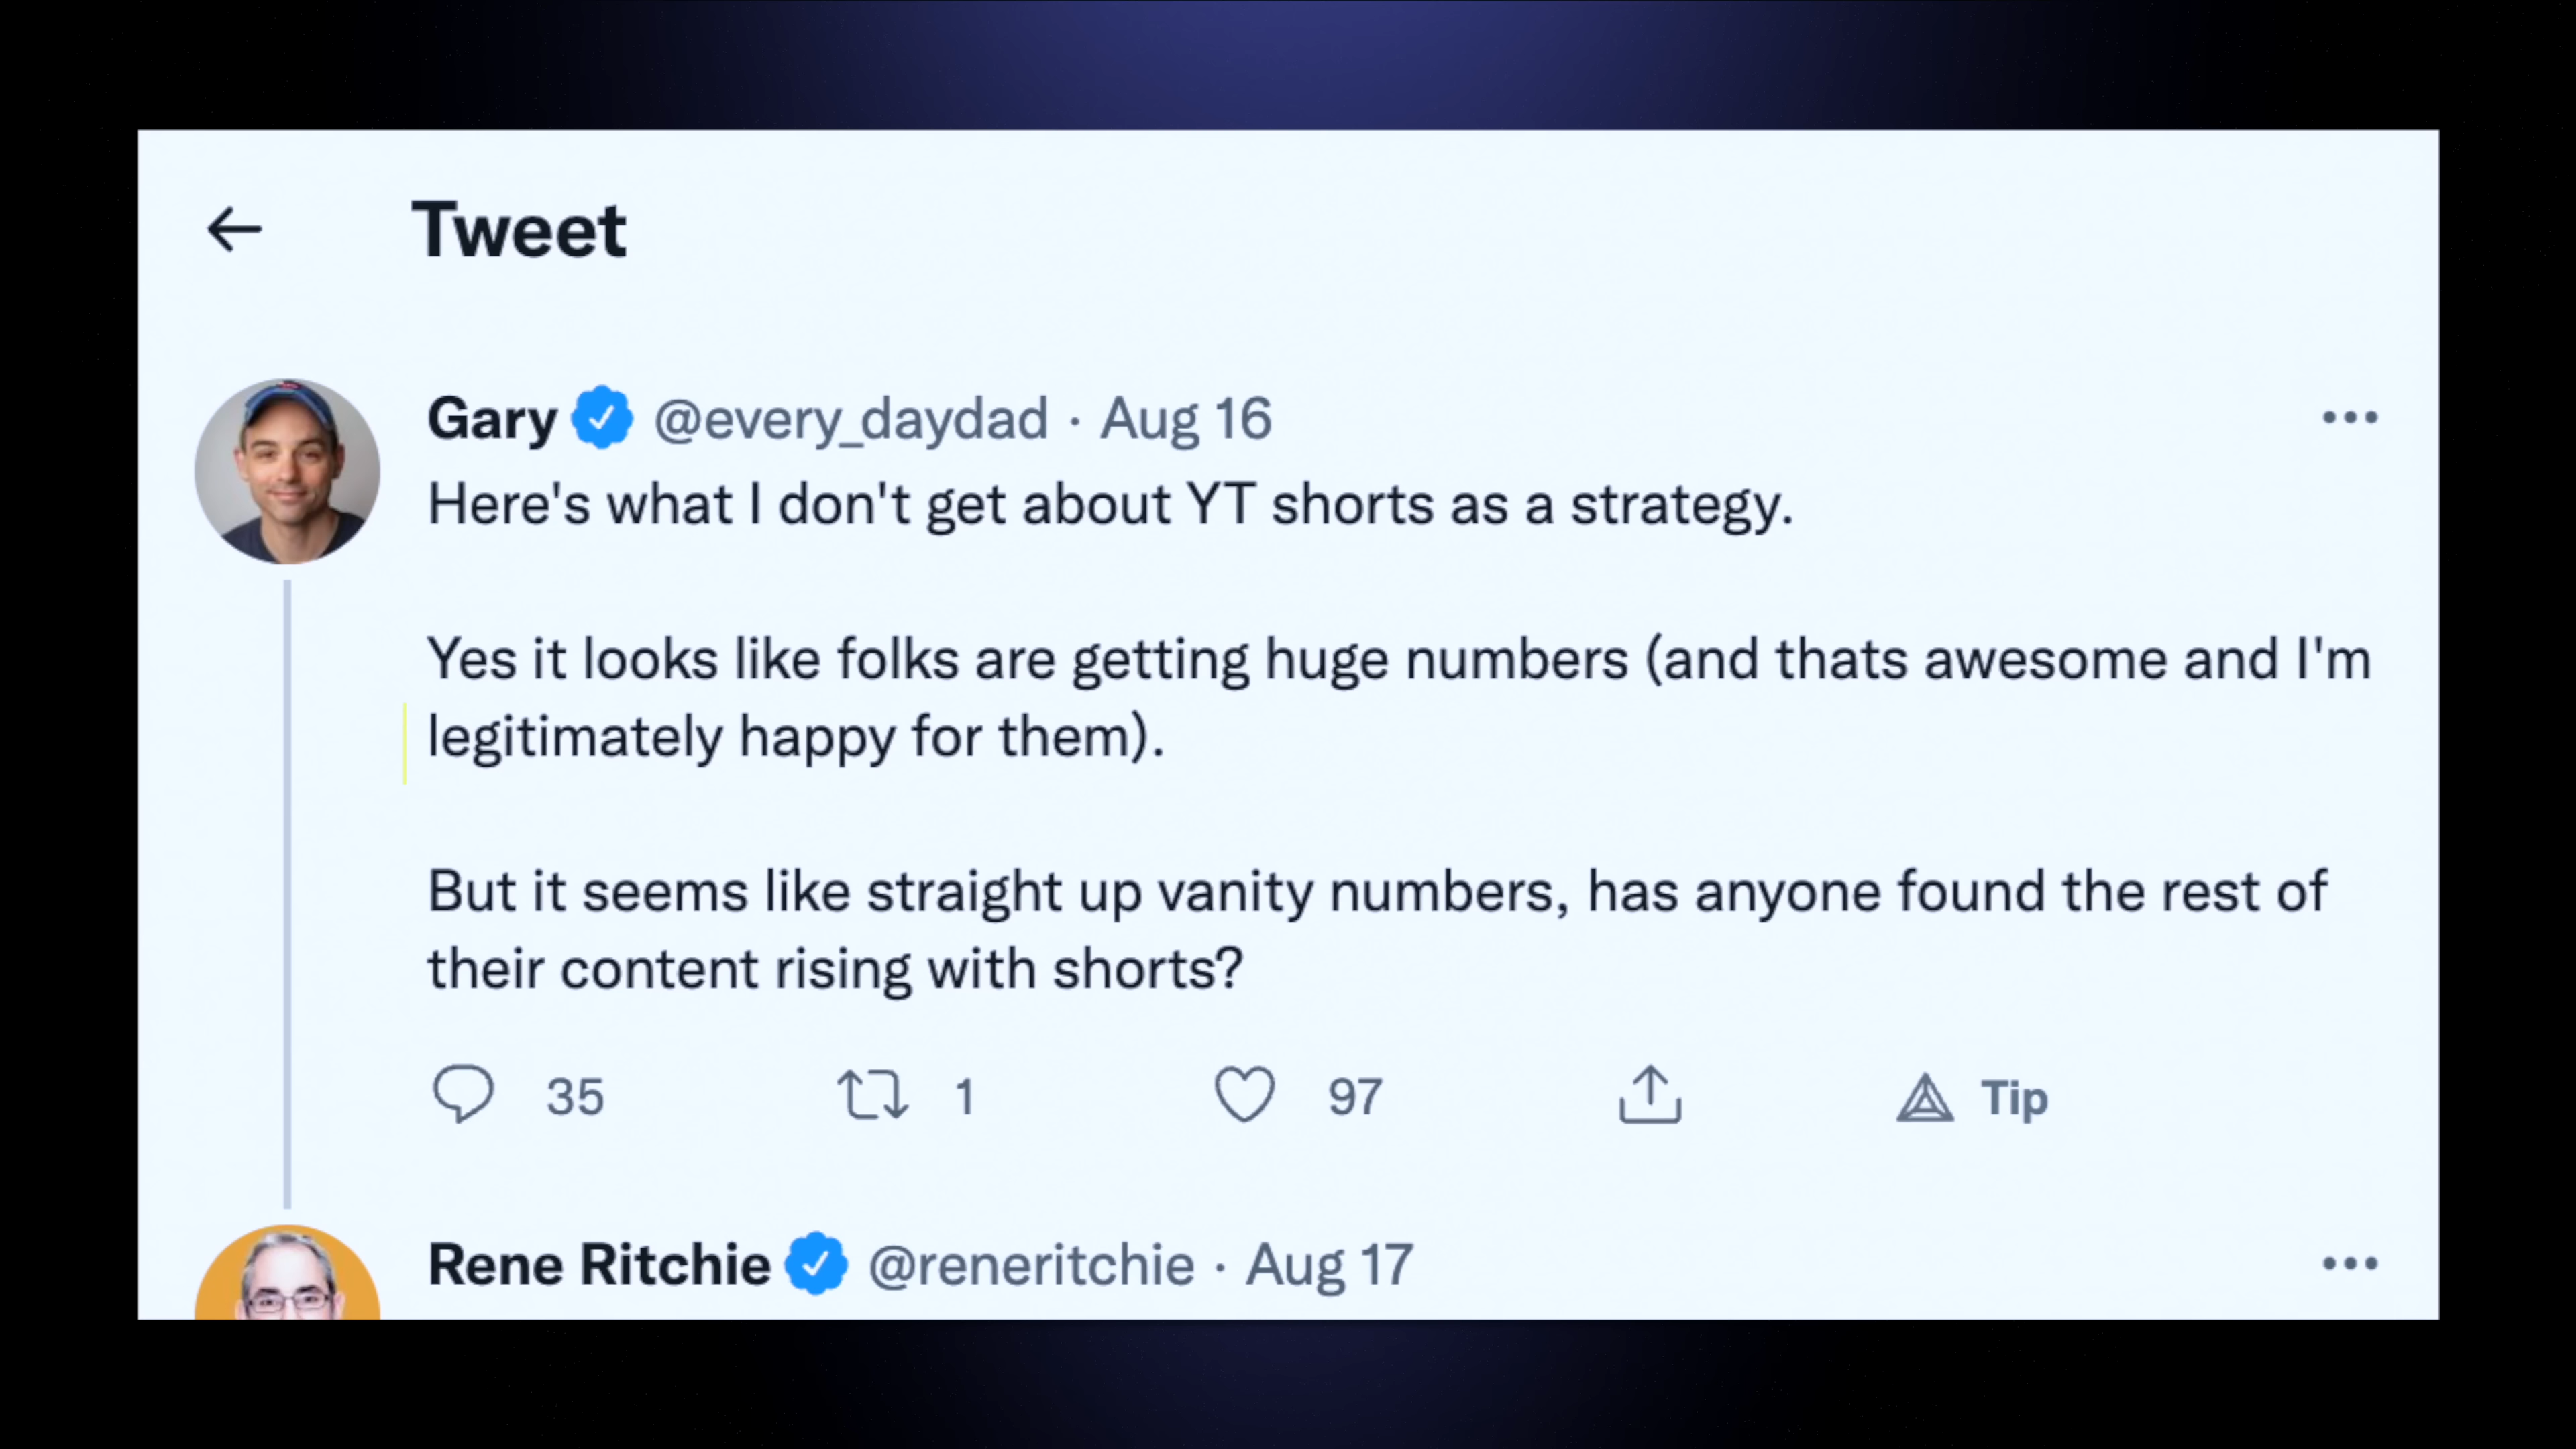 Tweet
Gary @every_daydad · Aug 16
Here's what I don't get about YT shorts as a strategy.
Yes it looks like folks are getting huge numbers (and thats awesome and I'm
legitimately happy for them).
But it seems like straight up vanity numbers, has anyone found the rest of
their content rising with shorts?
35 1 97 Tip
Rene Ritchie @reneritchie · Aug 17